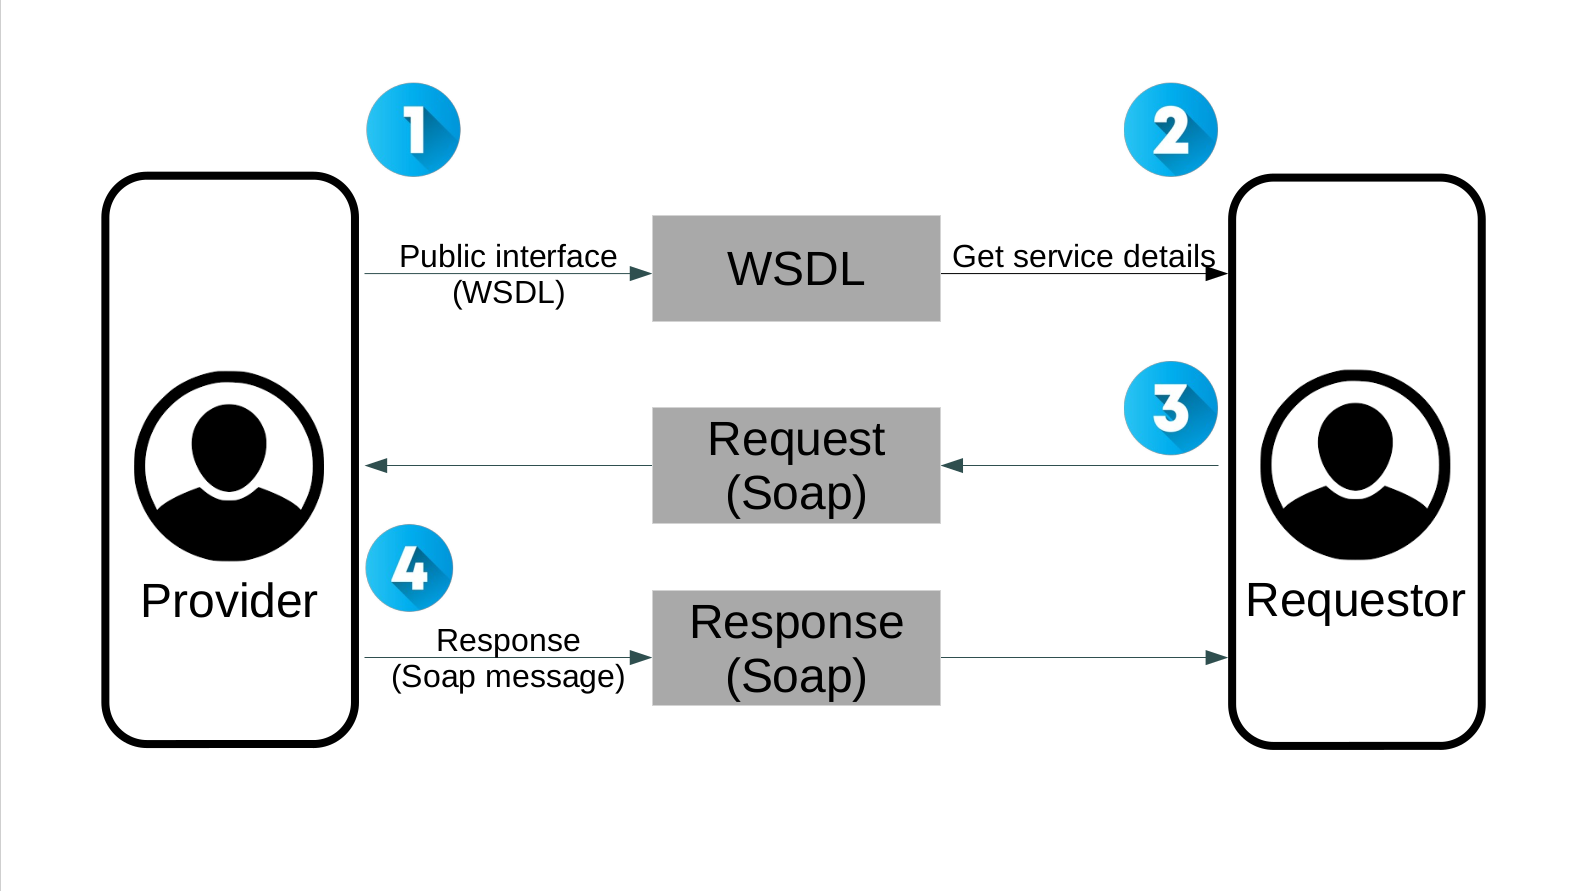 1
2
Public interface
(WSDL)
WSDL
Get service details
Request
(Soap)
3
Provider
4
Requestor
Response
(Soap message)
Response
(Soap)